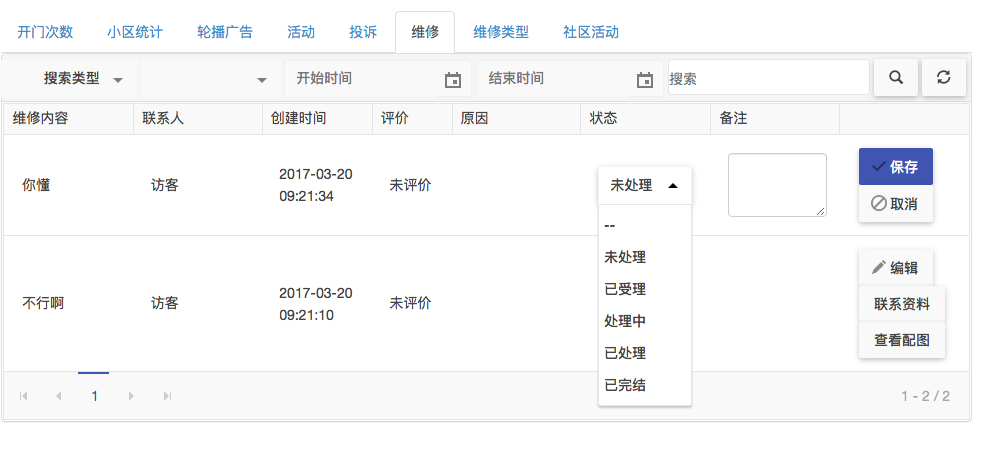 开门次数 小区统计 轮播广告 活动 投诉 维修 维修类型 社区活动
搜索类型 开始时间 结束时间 搜索
维修内容 联系人 创建时间 评价 原因 状态 备注
你懂 访客 2017-03-20 09:21:34 未评价 未处理 保存
取消
--
未处理
已受理
处理中
已处理
已完结
不行啊 访客 2017-03-20 09:21:10 未评价 编辑
联系资料
查看配图
1 1 - 2 / 2